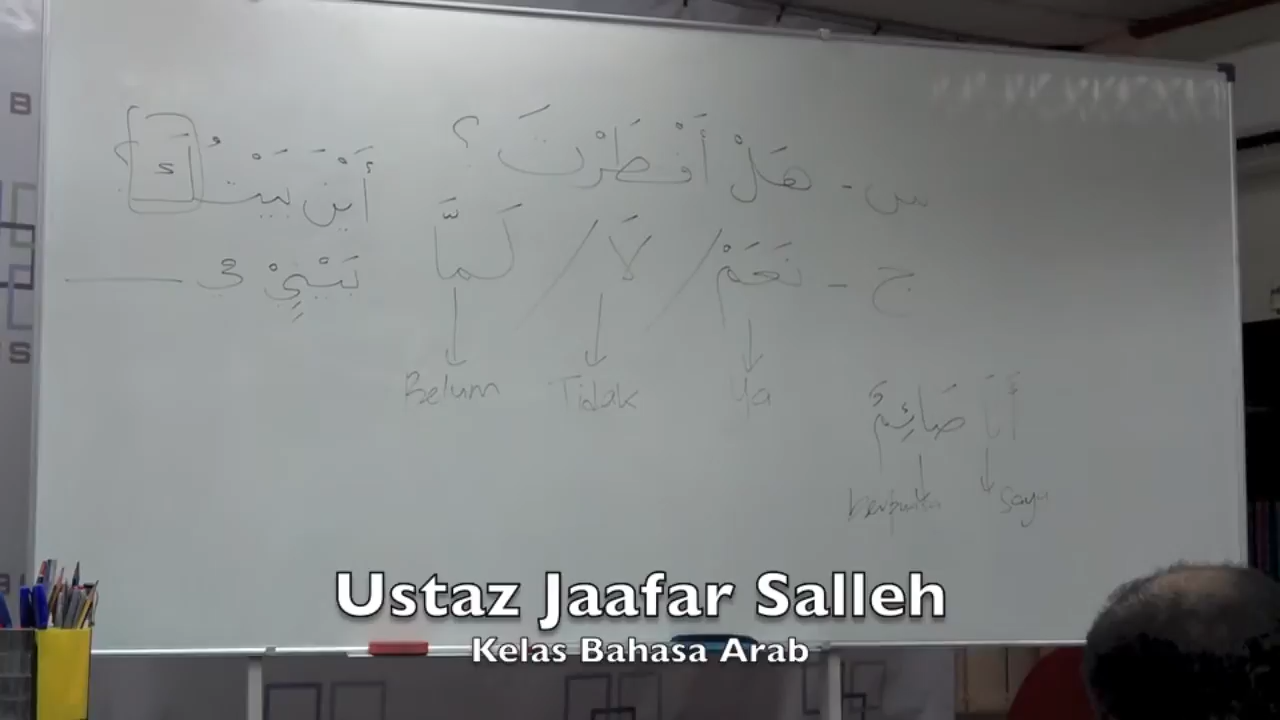 س - هَلْ أَفْطَرْتَ ؟
ج - نَعَمْ / لَا / لَمَّا
Ya Tidak Belum
أَيْنَ بَيْتُكَ ؟
بَيْتِيْ فِي
أَنَا صَائِمٌ
saya
Ustaz Jaafar Salleh
Kelas Bahasa Arab